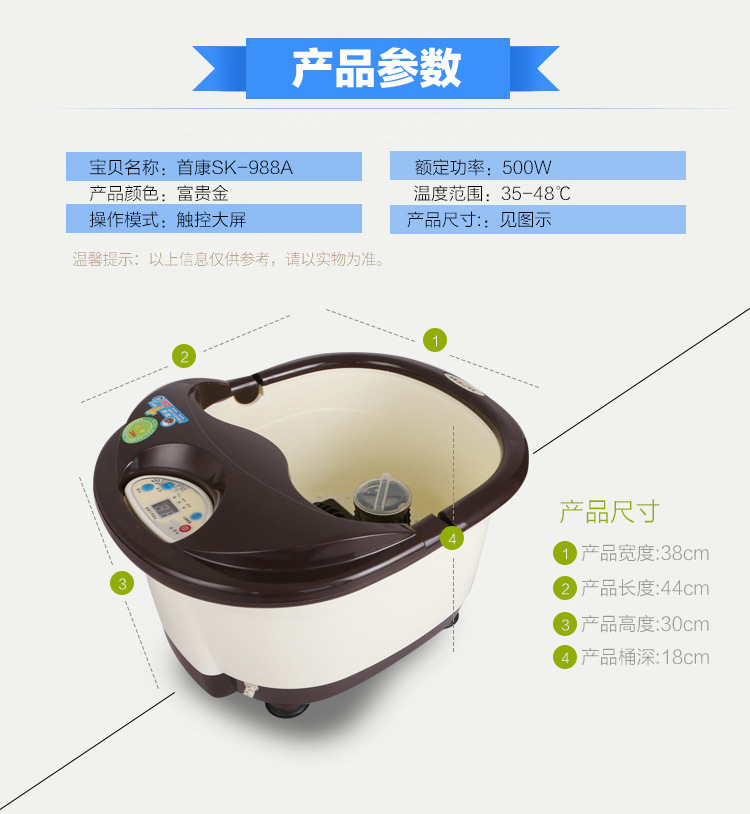 产品参数
宝贝名称：首康SK-988A
额定功率：500W
产品颜色：富贵金
温度范围：35-48℃
操作模式：触控大屏
产品尺寸:：见图示
温馨提示：以上信息仅供参考，请以实物为准。
1
2
产品尺寸
4
1 产品宽度:38cm
3
2 产品长度:44cm
3 产品高度:30cm
4 产品桶深:18cm